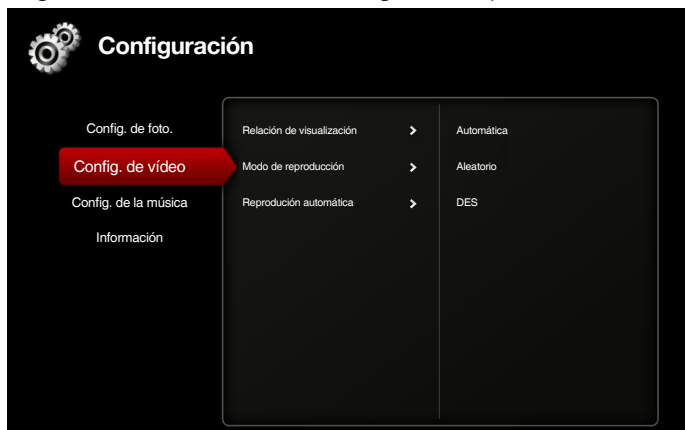 Configuración
Config. de foto.
Relación de visualización
Automática
Config. de vídeo
Modo de reproducción
Aleatorio
Config. de la música
Reprodución automática
DES
Información